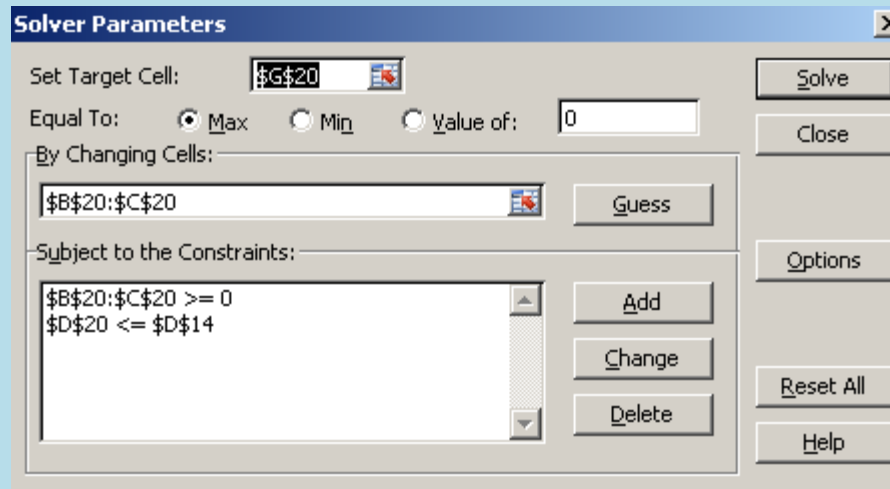 Solver Parameters
Set Target Cell: $G$20
Solve
Equal To: Max Min Value of: 0
Close
By Changing Cells:
$B$20:$C$20
Guess
Subject to the Constraints:
Options
$B$20:$C$20 >= 0
Add
$D$20 <= $D$14
Change
Reset All
Delete
Help